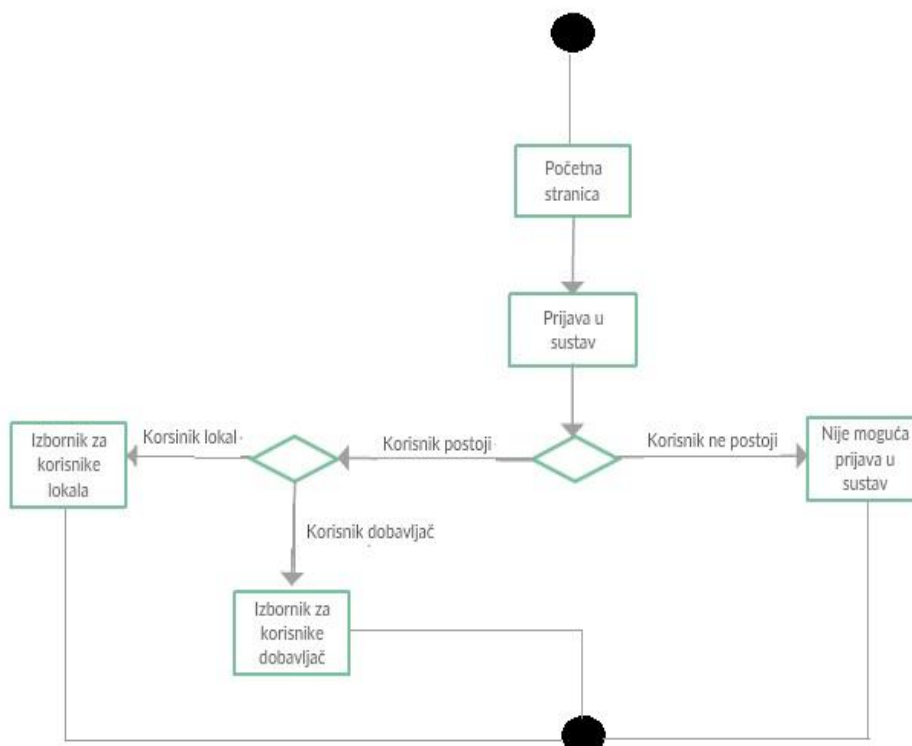 Početna
stranica
Prijava u
sustav
Korsinik lokal
Korisnik postoji
Korisnik ne postoji
Izbornik za
korisnike
lokala
Nije moguća
prijava u
sustav
Korisnik dobavljač
Izbornik za
korisnike
dobavljač